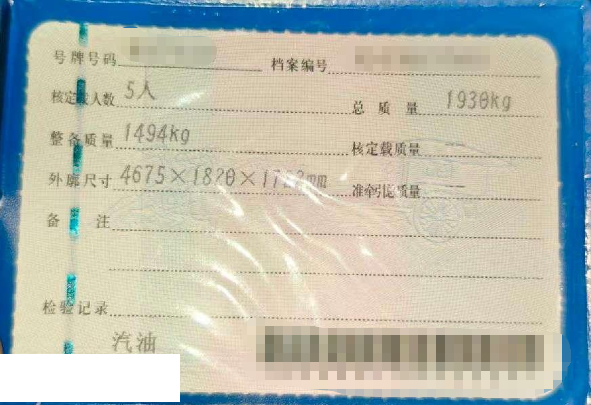 号牌号码 档案编号
核定载人数 5人 总质量 1930kg
整备质量 1494kg 核定载质量
外廓尺寸 4675×1820× mm 准牵引总质量
备注
检验记录
汽油